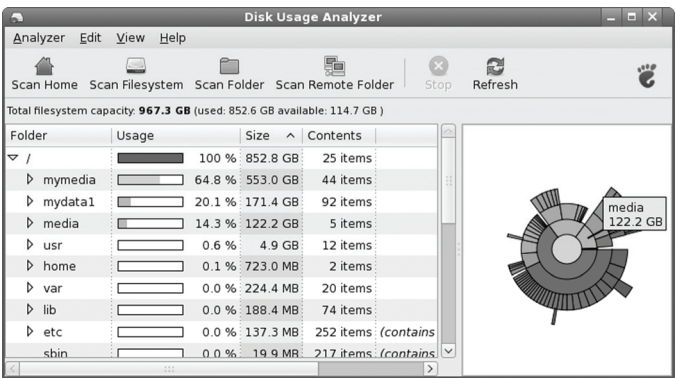 Disk Usage Analyzer
Analyzer Edit View Help
Scan Home Scan Filesystem Scan Folder Scan Remote Folder Stop Refresh
Total filesystem capacity: 967.3 GB (used: 852.6 GB available: 114.7 GB )
Folder Usage Size Contents
/ 100 % 852.8 GB 25 items
mymedia 64.8 % 553.0 GB 44 items
mydata1 20.1 % 171.4 GB 92 items
media 14.3 % 122.2 GB 5 items
usr 0.6 % 4.9 GB 12 items
home 0.1 % 723.0 MB 2 items
var 0.0 % 224.4 MB 20 items
lib 0.0 % 188.4 MB 74 items
etc 0.0 % 137.3 MB 252 items (contains
sbin 0.0 % 19.9 MB 217 items (contains
media
122.2 GB